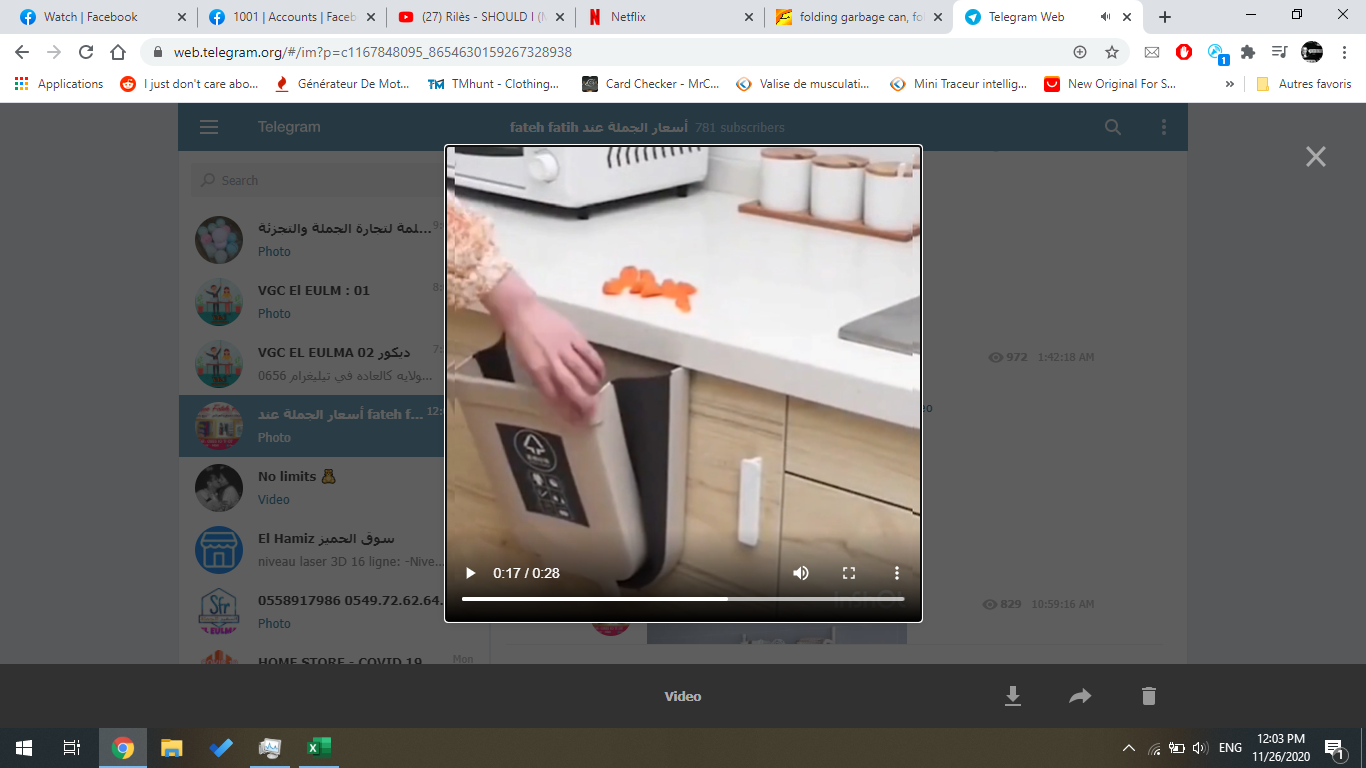 Watch | Facebook
1001 | Accounts | Faceb
(27) Rilès - SHOULD I (M
Netflix
folding garbage can, fol
Telegram Web
web.telegram.org/#/im?p=c1167848095_8654630159267328938
1
Applications
I just don't care abo...
Générateur De Mot...
TMhunt - Clothing...
Card Checker - MrC...
Valise de musculati...
Mini Traceur intellig...
New Original For S...
»
Autres favoris
Telegram
fateh fatih أسعار الجملة عند 781 subscribers
Search
...لمة لتجارة الجملة والتجزئة
Photo
VGC El EULM : 01
Photo
972 1:42:18 AM
VGC EL EULMA 02 ديكور
0656 ولايه كالعاده في تيليغرام...
أسعار الجملة عند fateh f... 12:
Photo
No limits
Video
El Hamiz سوق الحميز
niveau laser 3D 16 ligne: -Nive...
0:17 / 0:28
InShOt
0558917986 0549.72.62.64.
Photo
829 10:59:16 AM
HOME STORE - COVID 19
Mon
Video
ENG
12:03 PM
11/26/2020
1